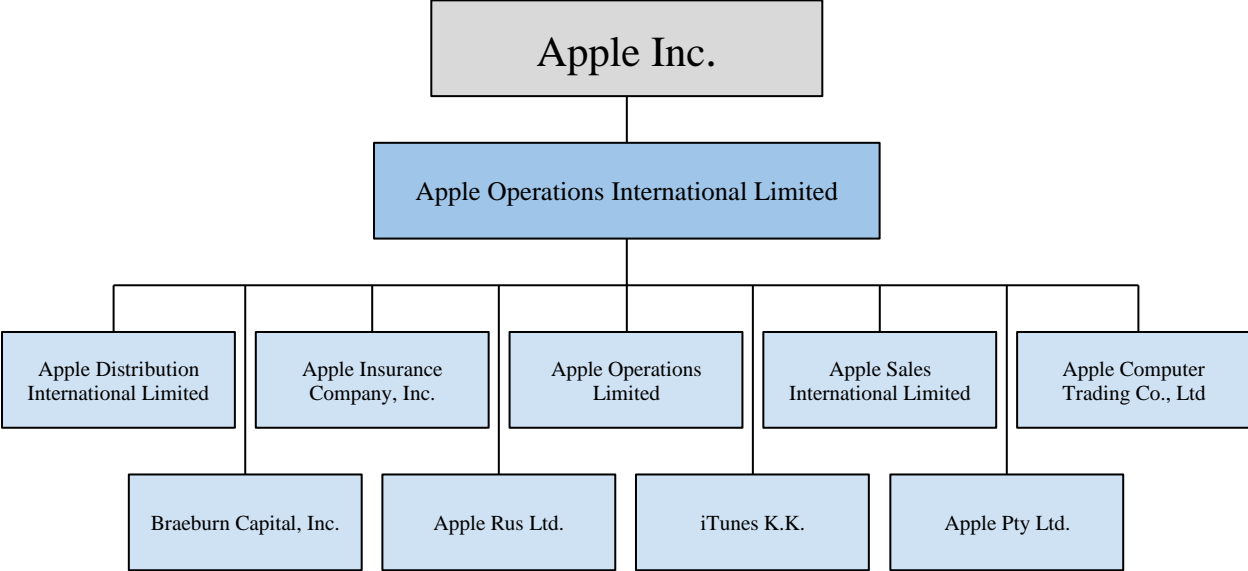 Apple Inc.
Apple Operations International Limited
Apple Distribution
International Limited
Apple Insurance
Company, Inc.
Apple Operations
Limited
Apple Sales
International Limited
Apple Computer
Trading Co., Ltd
Braeburn Capital, Inc.
Apple Rus Ltd.
iTunes K.K.
Apple Pty Ltd.